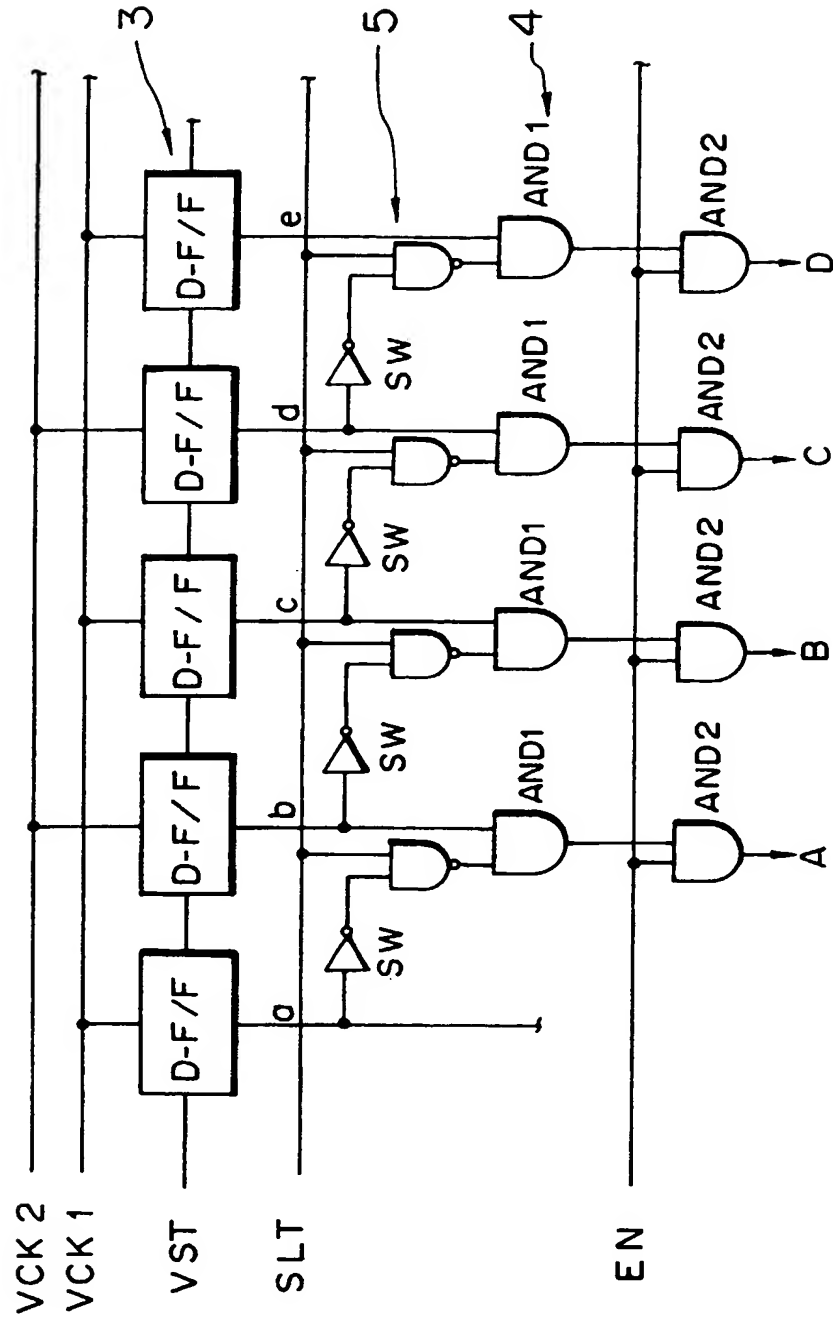 VCK 2
VCK 1
VST
SLT
EN
3
5
4
D-F/F
D-F/F
D-F/F
D-F/F
D-F/F
a
b
c
d
e
SW
SW
SW
SW
AND1
AND1
AND1
AND1
AND2
AND2
AND2
AND2
A
B
C
D